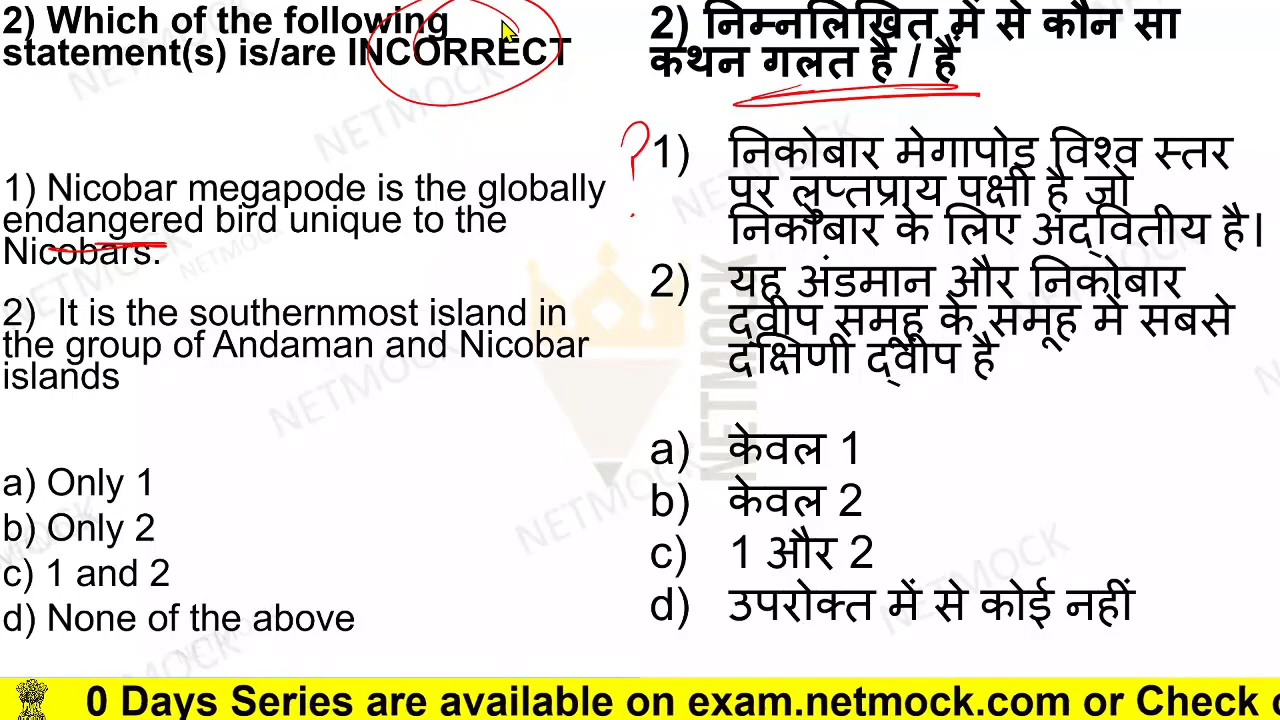 2) Which of the following
statement(s) is/are INCORRECT
1) Nicobar megapode is the globally
endangered bird unique to the
Nicobars.
2) It is the southernmost island in
the group of Andaman and Nicobar
islands
a) Only 1
b) Only 2
c) 1 and 2
d) None of the above
2) निम्नलिखित में से कौन सा
कथन गलत है / हैं
?
1) निकोबार मेगापोड विश्व स्तर
पर लुप्तप्राय पक्षी है जो
निकोबार के लिए अद्वितीय है।
2) यह अंडमान और निकोबार
द्वीप समूह के समूह में सबसे
दक्षिणी द्वीप है
a) केवल 1
b) केवल 2
c) 1 और 2
d) उपरोक्त में से कोई नहीं
NETMOCK
0 Days Series are available on exam.netmock.com or Check